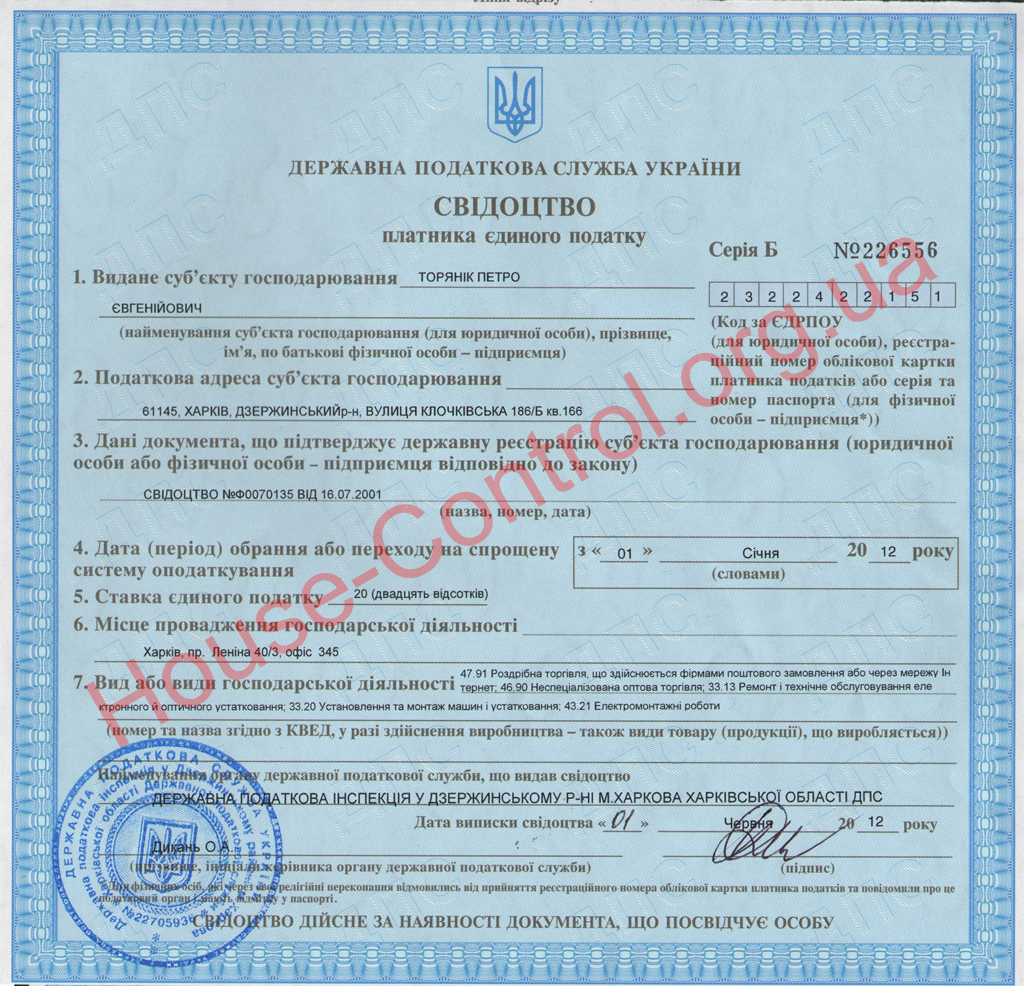 ДЕРЖАВНА ПОДАТКОВА СЛУЖБА УКРАЇНИ
СВІДОЦТВО
платника єдиного податку
Серія Б №226556
1. Видане суб'єкту господарювання ТОРЯНІК ПЕТРО
ЄВГЕНІЙОВИЧ
(найменування суб'єкта господарювання (для юридичної особи), прізвище,
ім'я, по батькові фізичної особи – підприємця)
2 3 2 2 4 2 2 1 5 1
(Код за ЄДРПОУ
(для юридичної особи), реєстра-
ційний номер облікової картки
платника податків або серія та
номер паспорта (для фізичної
особи – підприємця*))
2. Податкова адреса суб'єкта господарювання
61145, ХАРКІВ, ДЗЕРЖИНСЬКИЙр-н, ВУЛИЦЯ КЛОЧКІВСЬКА 186/Б кв.166
3. Дані документа, що підтверджує державну реєстрацію суб'єкта господарювання (юридичної
особи або фізичної особи – підприємця відповідно до закону)
СВІДОЦТВО №Ф0070135 ВІД 16.07.2001
(назва, номер, дата)
4. Дата (період) обрання або переходу на спрощену
систему оподаткування
з « 01 » Січня 20 12 року
(словами)
5. Ставка єдиного податку 20 (двадцять відсотків)
6. Місце провадження господарської діяльності
Харків, пр. Леніна 40/3, офіс 345
7. Вид або види господарської діяльності 47.91 Роздрібна торгівля, що здійснюється фірмами поштового замовлення або через мережу Ін
тернет; 46.90 Неспеціалізована оптова торгівля; 33.13 Ремонт і технічне обслуговування еле
ктронного й оптичного устатковання; 33.20 Установлення та монтаж машин і устатковання; 43.21 Електромонтажні роботи
(номер та назва згідно з КВЕД, у разі здійснення виробництва – також види товару (продукції), що виробляється))
Найменування органу державної податкової служби, що видав свідоцтво
ДЕРЖАВНА ПОДАТКОВА ІНСПЕКЦІЯ У ДЗЕРЖИНСЬКОМУ Р-НІ М.ХАРКОВА ХАРКІВСЬКОЇ ОБЛАСТІ ДПС
Дата виписки свідоцтва « 01 » Червня 20 12 року
Дикань О.А.
(прізвище, ініціали керівника органу державної податкової служби) (підпис)
* Для фізичних осіб, які через свої релігійні переконання відмовились від прийняття реєстраційного номера облікової картки платника податків та повідомили про це
податковий орган і мають відмітку у паспорті.
СВІДОЦТВО ДІЙСНЕ ЗА НАЯВНОСТІ ДОКУМЕНТА, ЩО ПОСВІДЧУЄ ОСОБУ
House-Control.org.ua
ДЕРЖАВНА ПОДАТКОВА СЛУЖБА УКРАЇНИ
№22705936